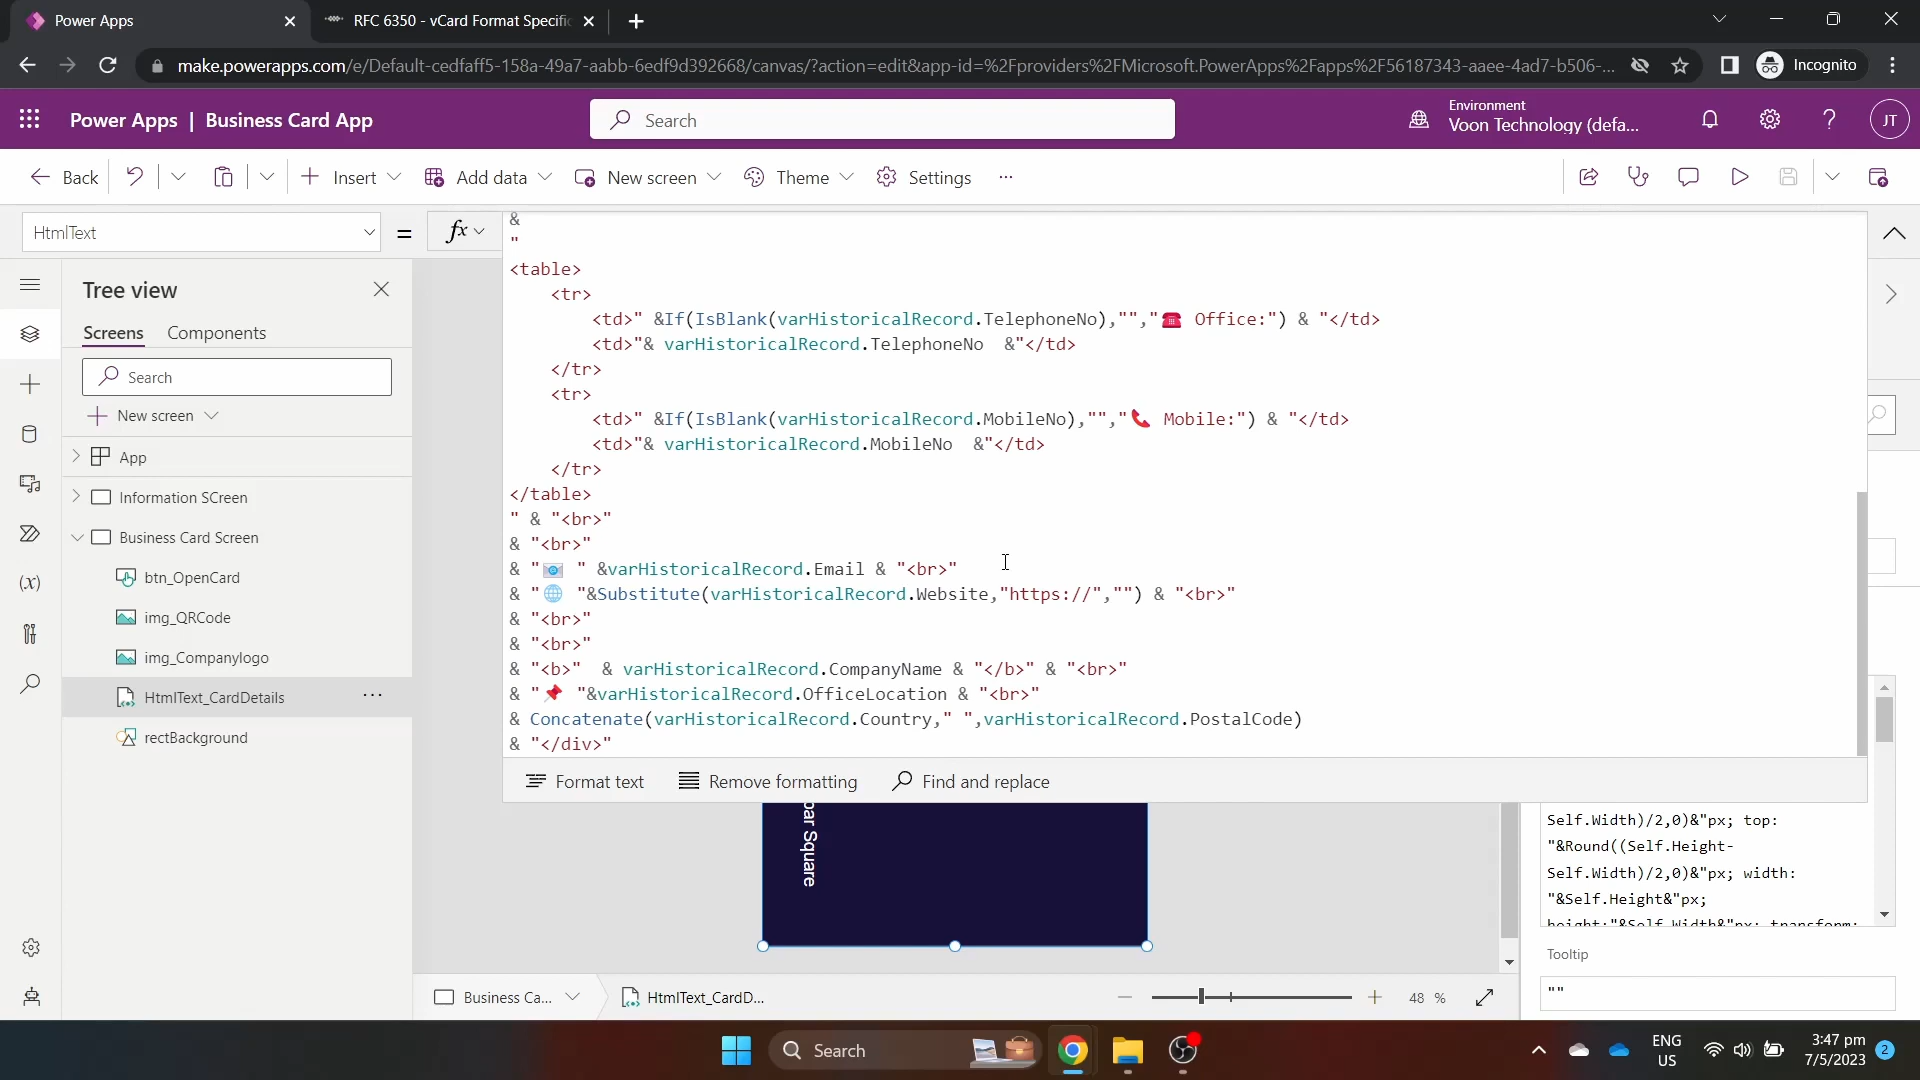 Power Apps
RFC 6350 - vCard Format Specific
make.powerapps.com/e/Default-cedfaff5-158a-49a7-aabb-6edf9d392668/canvas/?action=edit&app-id=%2Fproviders%2FMicrosoft.PowerApps%2Fapps%2F56187343-aaee-4ad7-b506-...
Incognito
Power Apps | Business Card App
Search
Environment
Voon Technology (defa...
JT
Back
Insert
Add data
New screen
Theme
Settings
HtmlText
=
fx
Tree view
Screens
Components
Search
New screen
App
Information SCreen
Business Card Screen
btn_OpenCard
img_QRCode
img_Companylogo
HtmlText_CardDetails
rectBackground
&
"
<table>
<tr>
<td>" &If(IsBlank(varHistoricalRecord.TelephoneNo),"","☎️ Office:") & "</td>
<td>"& varHistoricalRecord.TelephoneNo  &"</td>
</tr>
<tr>
<td>" &If(IsBlank(varHistoricalRecord.MobileNo),"","📞 Mobile:") & "</td>
<td>"& varHistoricalRecord.MobileNo  &"</td>
</tr>
</table>
" & "<br>"
& "<br>"
& "📧 " &varHistoricalRecord.Email & "<br>"
& "🌐 "&Substitute(varHistoricalRecord.Website,"https://","") & "<br>"
& "<br>"
& "<br>"
& "<b>"  & varHistoricalRecord.CompanyName & "</b>" & "<br>"
& "📌 "&varHistoricalRecord.OfficeLocation & "<br>"
& Concatenate(varHistoricalRecord.Country," ",varHistoricalRecord.PostalCode)
& "</div>"
Format text
Remove formatting
Find and replace
bar Square
Self.Width)/2,0)&"px; top:
"&Round((Self.Height-
Self.Width)/2,0)&"px; width:
"&Self.Height&"px;
height:"&Self.Width&"px; transform:
Tooltip
""
Business Ca...
HtmlText_CardD...
48 %
Search
ENG
US
3:47 pm
7/5/2023
2